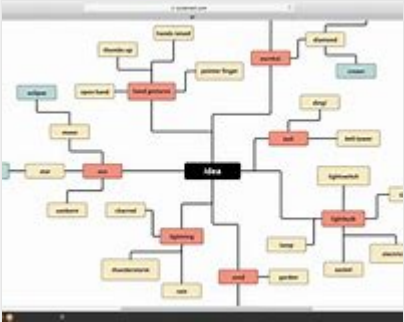 hands raised
thumbs up
diamond
pointer finger
crown
eclipse
open hand
hand gestures
ding!
moon
bell
bell tower
star
sun
Idea
lightswitch
sunburn
charred
lightbulb
lightning
lamp
thunderstorm
socket
seed
garden
rain